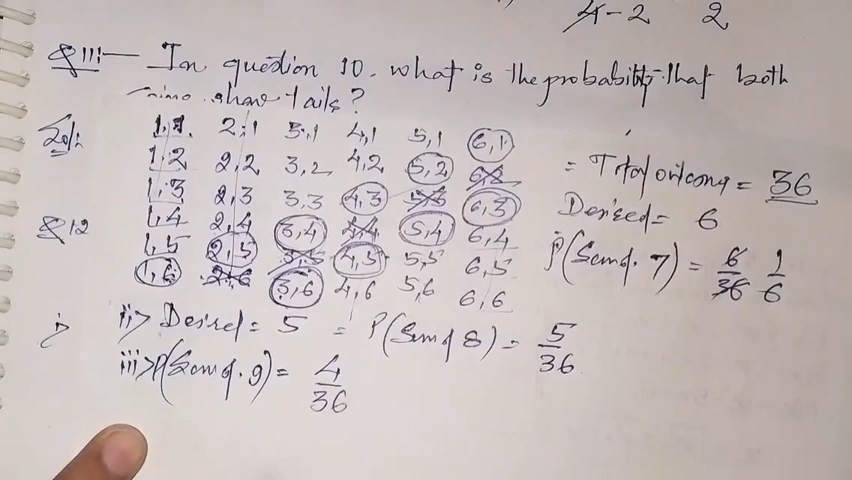 4-2 2
Q 11:- In question 10, what is the probability that both
show tails?
Sol: 1,1 2,1 3,1 4,1 5,1 6,1
1,2 2,2 3,2 4,2 5,2 6,2
1,3 2,3 3,3 4,3 5,3 6,3
Q 12 1,4 2,4 3,4 4,4 5,4 6,4
1,5 2,5 3,5 4,5 5,5 6,5
1,6 2,6 3,6 4,6 5,6 6,6
= Total outcome = 36
Desired = 6
P(Sum of 7) = 6/36 1/6
i> ii> Desired = 5 = P(Sum of 8) = 5/36
iii> P(Sum of 9) = 4/36